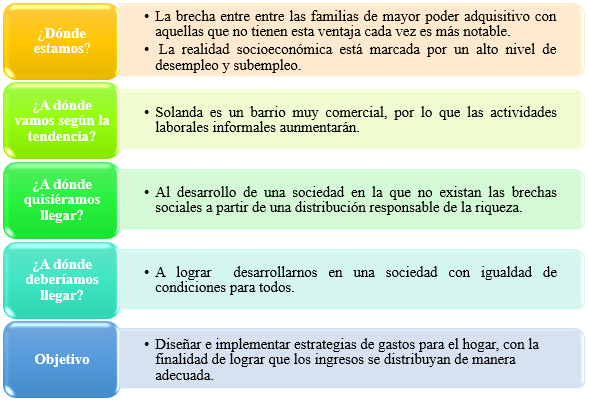 ¿Dónde
estamos?
• La brecha entre entre las familias de mayor poder adquisitivo con
aquellas que no tienen esta ventaja cada vez es más notable.
• La realidad socioeconómica está marcada por un alto nivel de
desempleo y subempleo.
¿A dónde
vamos según la
tendencia?
• Solanda es un barrio muy comercial, por lo que las actividades
laborales informales aunmentarán.
¿A dónde
quisiéramos
llegar?
• Al desarrollo de una sociedad en la que no existan las brechas
sociales a partir de una distribución responsable de la riqueza.
¿A dónde
deberíamos
llegar?
• A lograr desarrollarnos en una sociedad con igualdad de
condiciones para todos.
Objetivo
• Diseñar e implementar estrategias de gastos para el hogar, con la
finalidad de lograr que los ingresos se distribuyan de manera
adecuada.